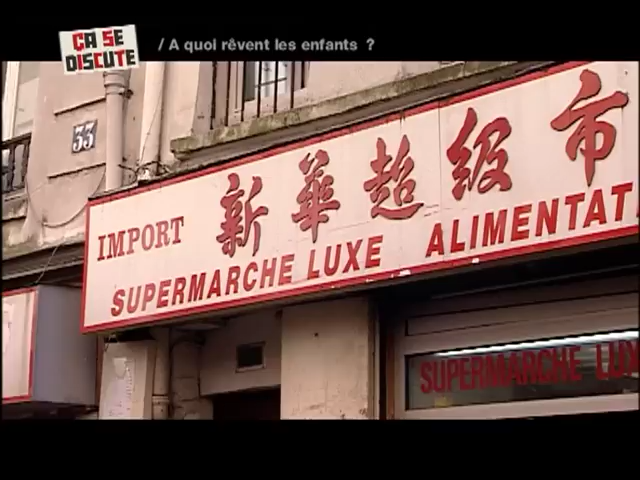 ÇA SE
DISCUTE
/ A quoi rêvent les enfants ?
33
IMPORT 新華超級市
SUPERMARCHE LUXE ALIMENTAT
SUPERMARCHE LUX